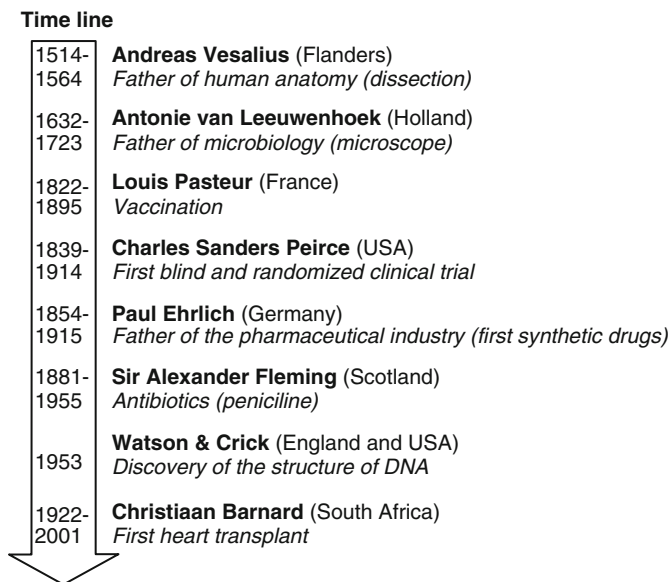 Time line
1514-
1564
Andreas Vesalius (Flanders)
Father of human anatomy (dissection)
1632-
1723
Antonie van Leeuwenhoek (Holland)
Father of microbiology (microscope)
1822-
1895
Louis Pasteur (France)
Vaccination
1839-
1914
Charles Sanders Peirce (USA)
First blind and randomized clinical trial
1854-
1915
Paul Ehrlich (Germany)
Father of the pharmaceutical industry (first synthetic drugs)
1881-
1955
Sir Alexander Fleming (Scotland)
Antibiotics (peniciline)
1953
Watson & Crick (England and USA)
Discovery of the structure of DNA
1922-
2001
Christiaan Barnard (South Africa)
First heart transplant